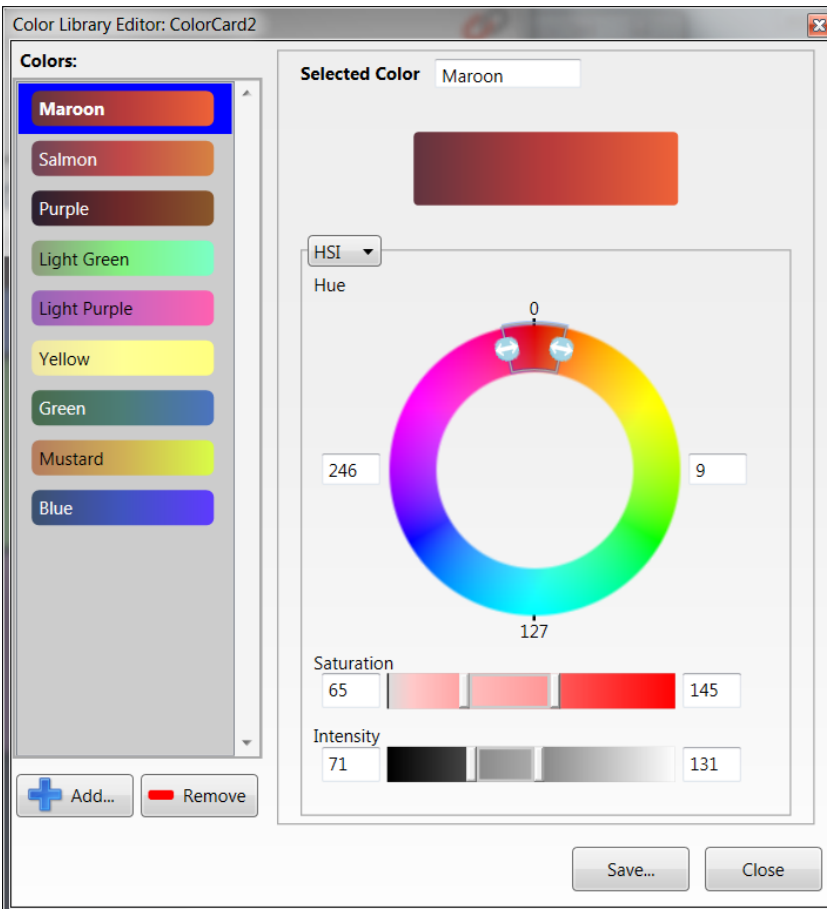 Color Library Editor: ColorCard2
Colors:
Maroon
Salmon
Purple
Light Green
Light Purple
Yellow
Green
Mustard
Blue
Add...
Remove
Selected Color Maroon
HSI
Hue
0
246
9
127
Saturation
65
145
Intensity
71
131
Save...
Close